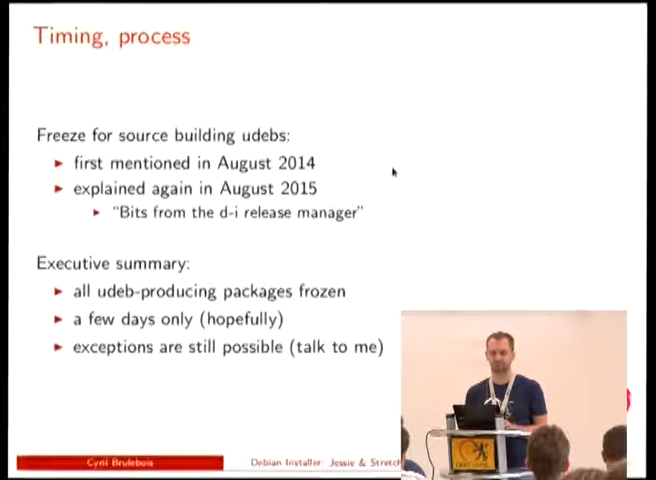 Timing, process
Freeze for source building udebs:
first mentioned in August 2014
explained again in August 2015
"Bits from the d-i release manager"
Executive summary:
all udeb-producing packages frozen
a few days only (hopefully)
exceptions are still possible (talk to me)
Cyril Brulebois
Debian Installer: Jessie & Stretch